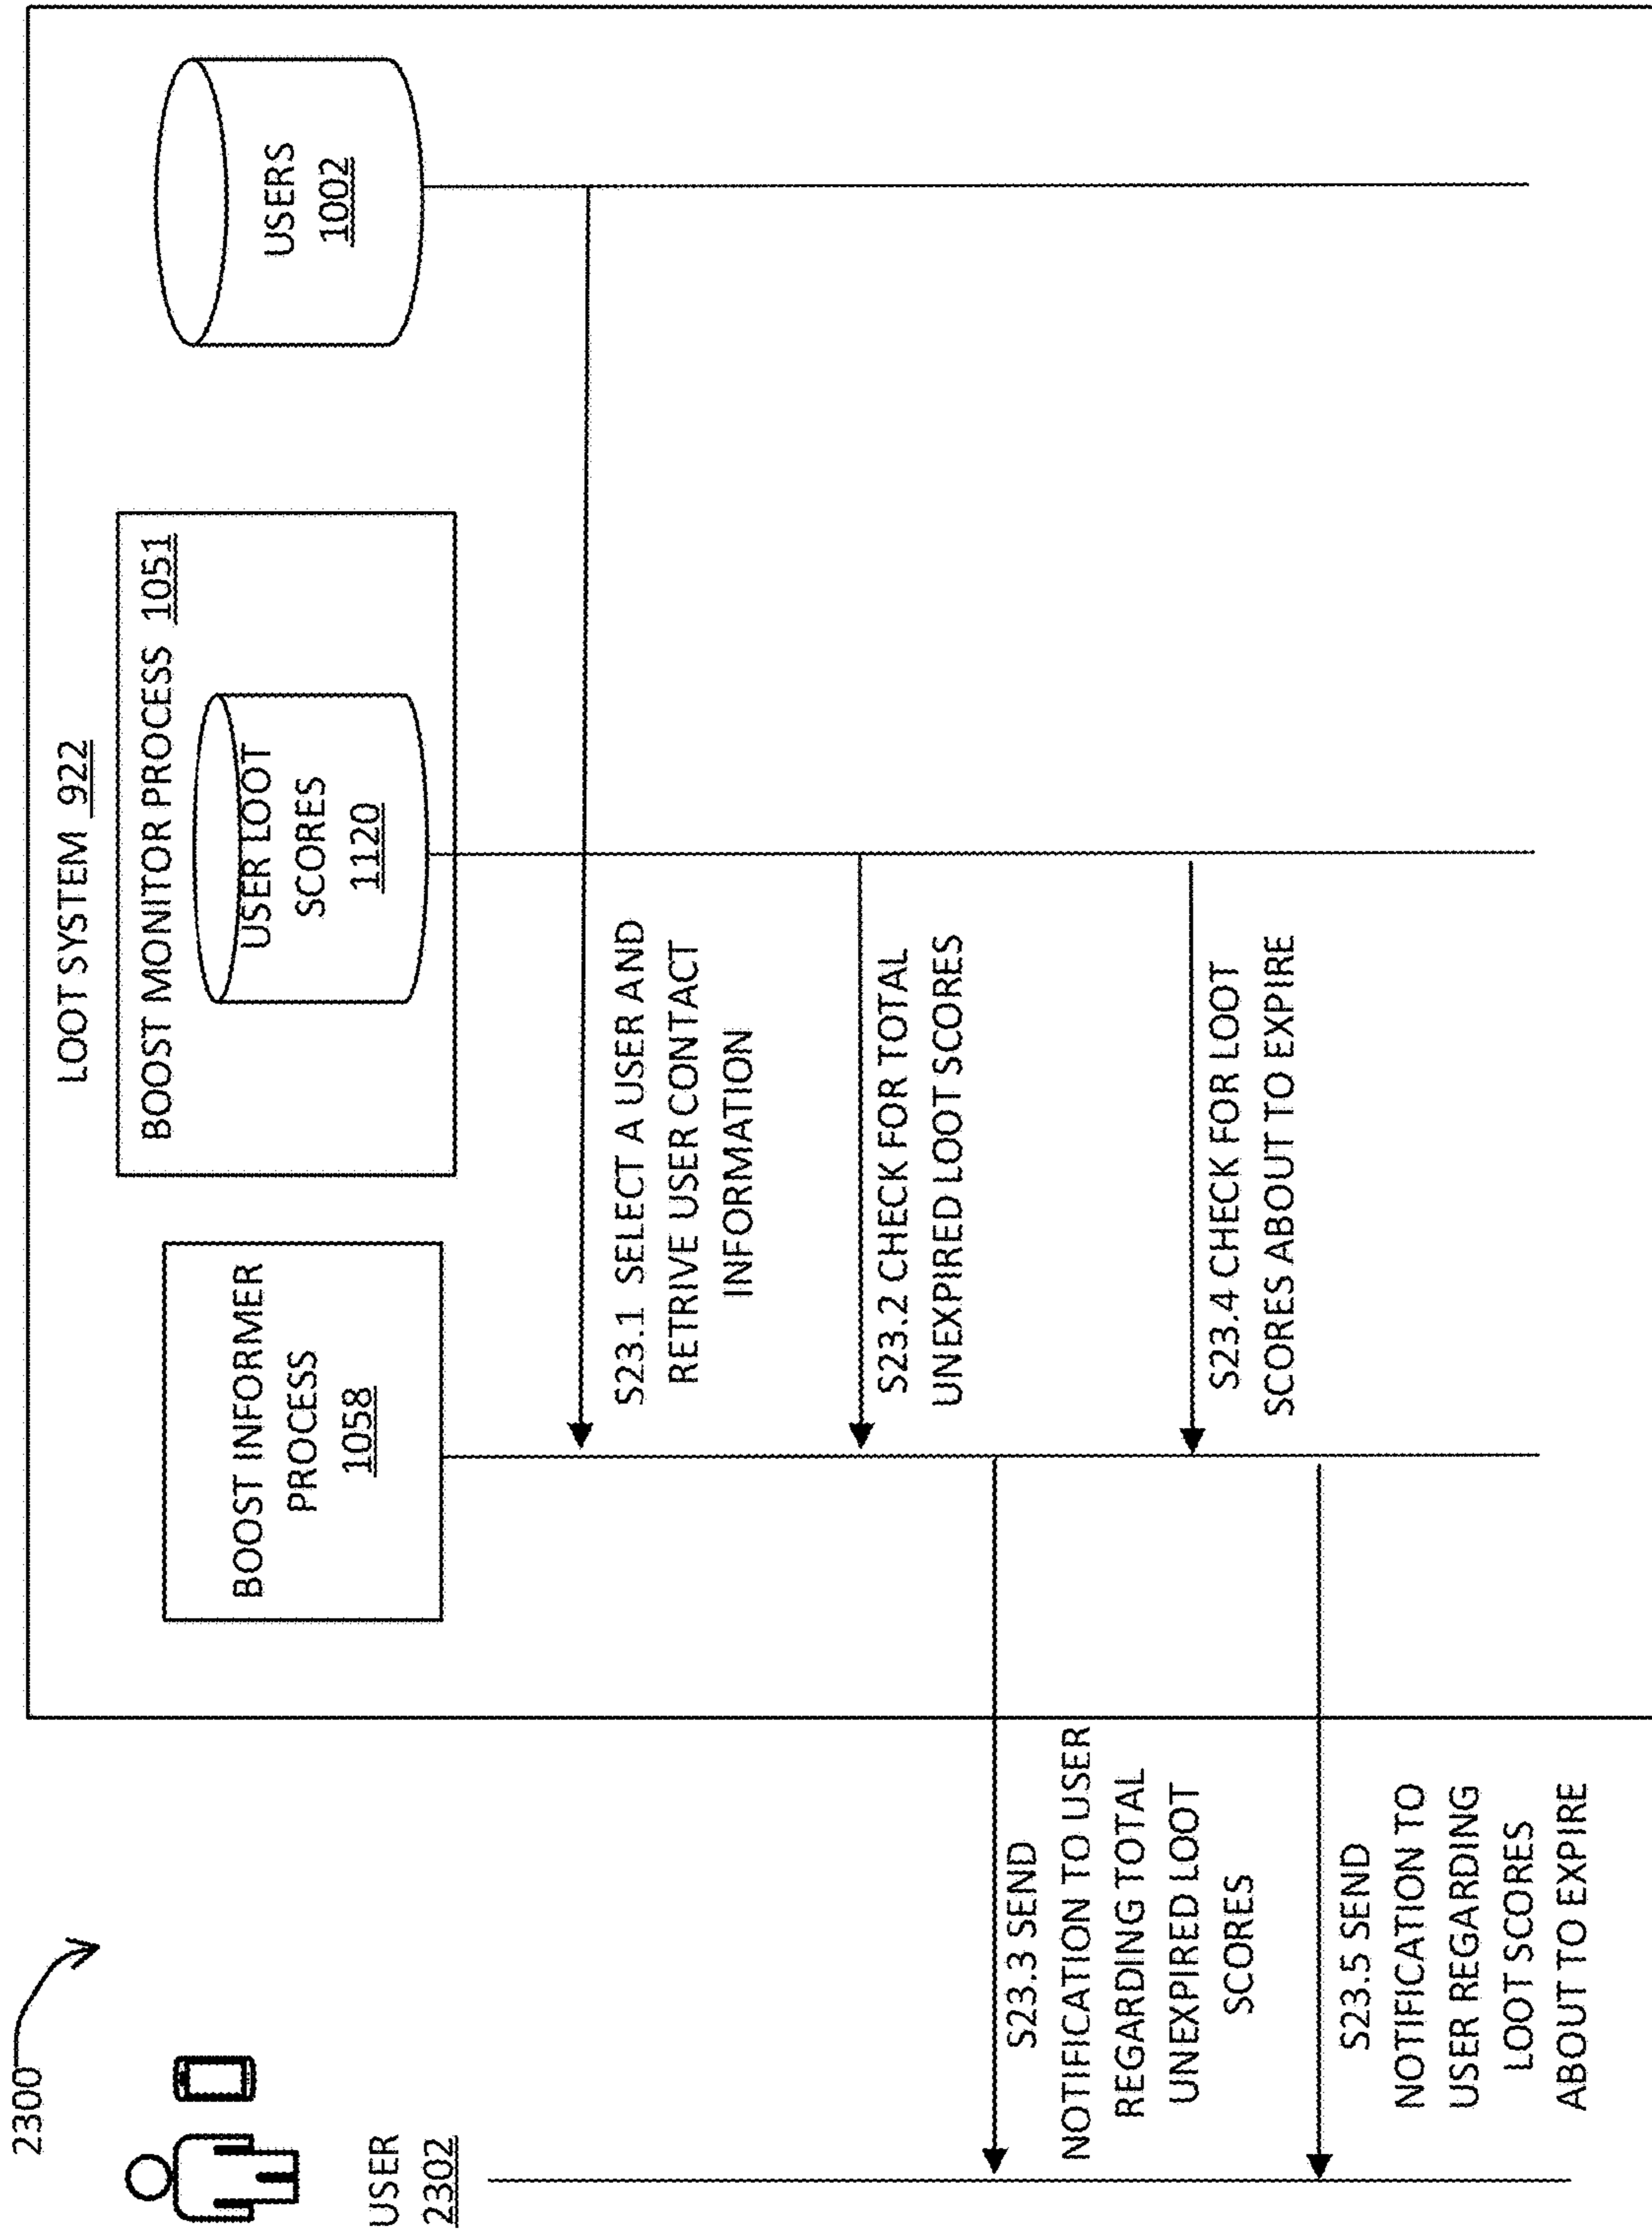 2300
USER
2302
LOOT SYSTEM 922
BOOST INFORMER
PROCESS
1058
BOOST MONITOR PROCESS 1051
USER LOOT
SCORES
1120
USERS
1002
S23.1 SELECT A USER AND
RETRIVE USER CONTACT
INFORMATION
S23.2 CHECK FOR TOTAL
UNEXPIRED LOOT SCORES
S23.3 SEND
NOTIFICATION TO USER
REGARDING TOTAL
UNEXPIRED LOOT
SCORES
S23.4 CHECK FOR LOOT
SCORES ABOUT TO EXPIRE
S23.5 SEND
NOTIFICATION TO
USER REGARDING
LOOT SCORES
ABOUT TO EXPIRE